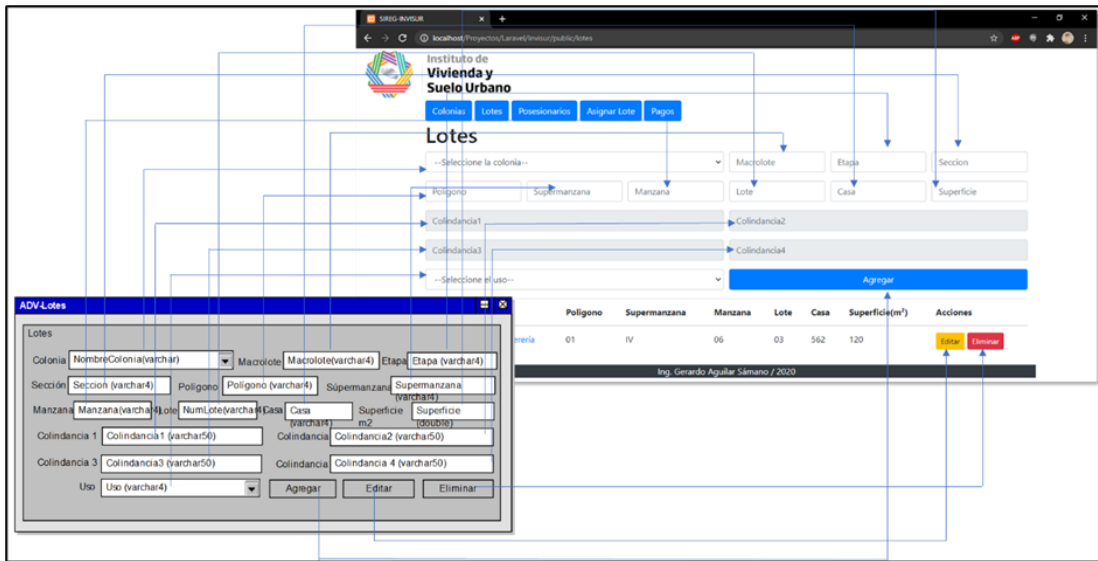 SIREG-INVISUR
localhost/Proyectos/Laravel/Invisur/public/lotes
Instituto de
Vivienda y
Suelo Urbano
Colonias Lotes Posesionarios Asignar Lote Pagos
Lotes
--Seleccione la colonia-- Macrolote Etapa Seccion
Poligono Supermanzana Manzana Lote Casa Superficie
Colindancia1 Colindancia2
Colindancia3 Colindancia4
--Seleccione el uso-- Agregar
Poligono Supermanzana Manzana Lote Casa Superficie(m²) Acciones
01 IV 06 03 562 120 Editar Eliminar
Ing. Gerardo Aguilar Sámano / 2020
ADV-Lotes
Lotes
Colonia NombreColonia(varchar) Macrolote Macrolote(varchar4) Etapa Etapa (varchar4)
Sección Seccion (varchar4) Polígono Polígono (varchar4) Súpermanzana Supermanzana (varchar4)
Manzana Manzana(varchar4) Lote NumLote(varchar4) Casa Casa (varchar4) Superficie m2 Superficie (double)
Colindancia 1 Colindancia1 (varchar50) Colindancia Colindancia2 (varchar50)
Colindancia 3 Colindancia3 (varchar50) Colindancia Colindancia 4 (varchar50)
Uso Uso (varchar4) Agregar Editar Eliminar